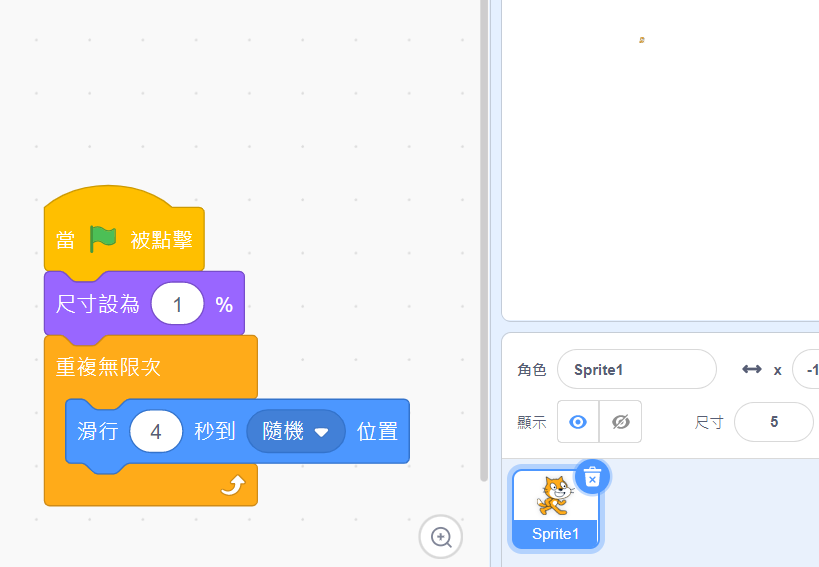 當 被點擊
尺寸設為 1 %
重複無限次
滑行 4 秒到 隨機 位置
角色 Sprite1 x -1
顯示 尺寸 5
Sprite1